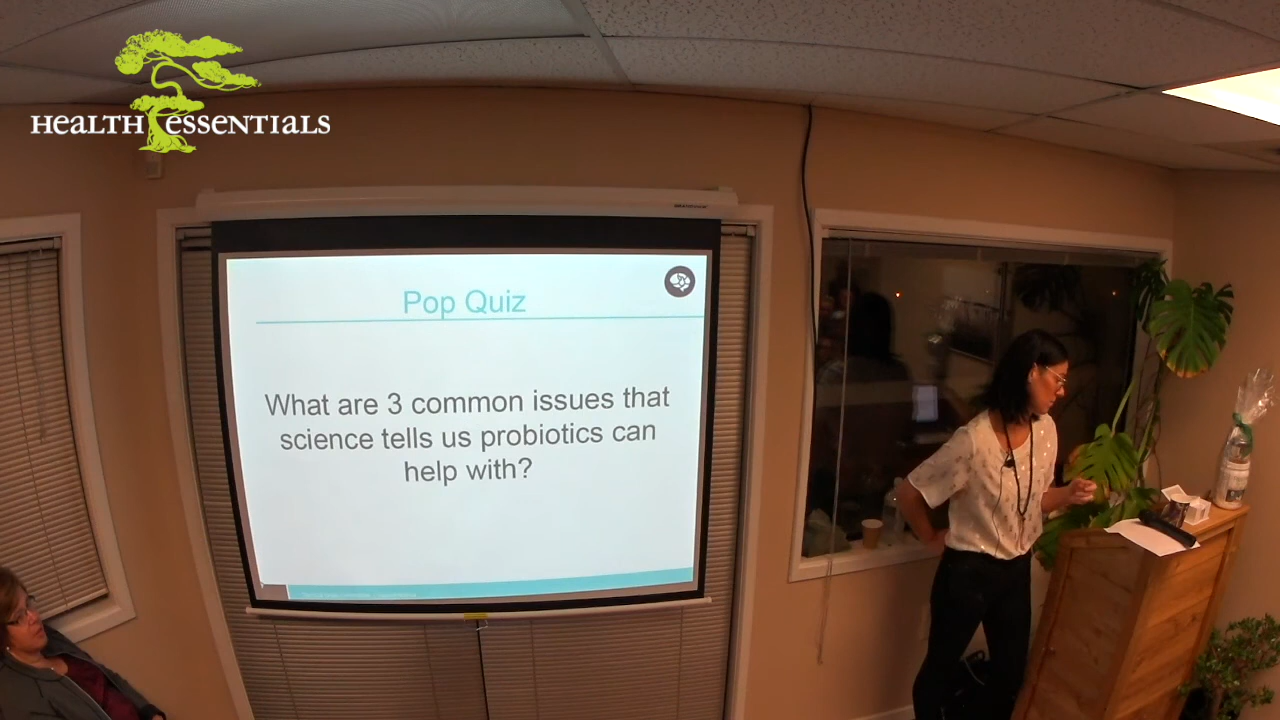 HEALTH ESSENTIALS
Pop Quiz
What are 3 common issues that
science tells us probiotics can
help with?